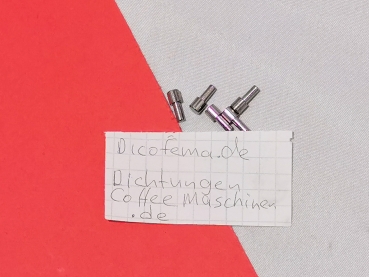 Dicofema.de
Dichtungen
Coffee Maschinen
.de